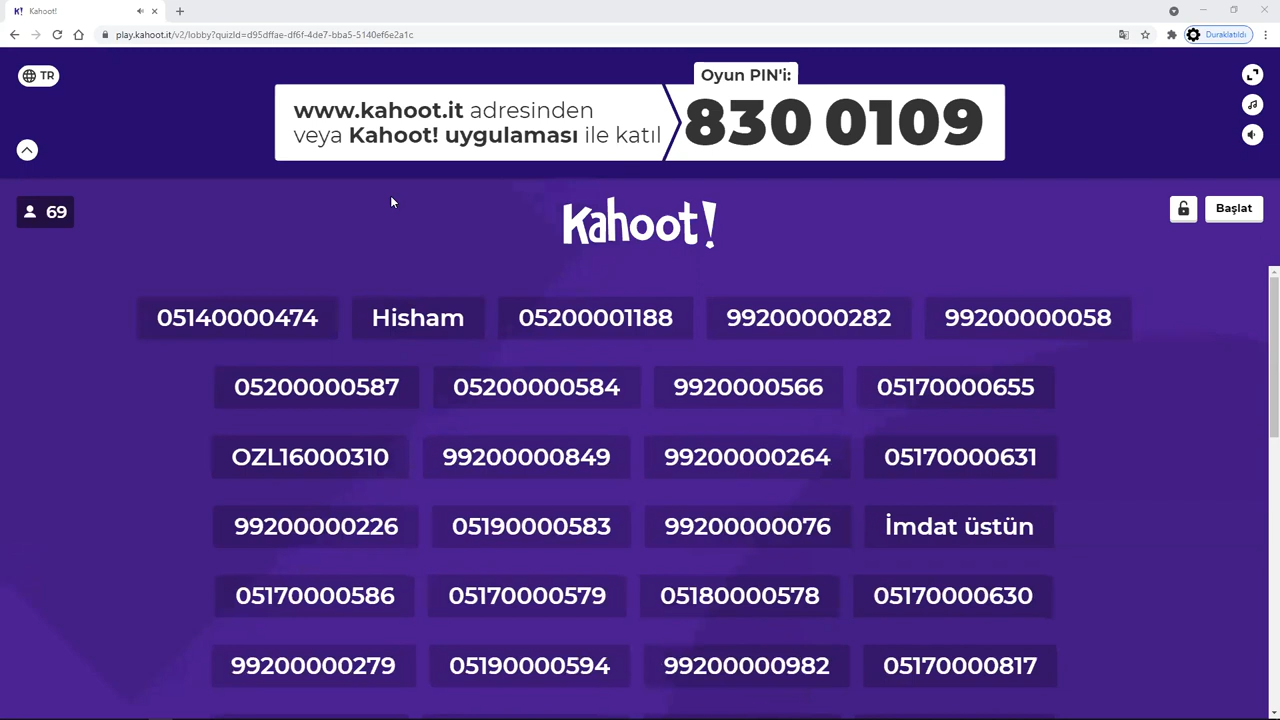 Kahoot!
play.kahoot.it/v2/lobby?quizId=d95dffae-df6f-4de7-bba5-5140ef6e2a1c
Duraklatıldı
TR
www.kahoot.it adresinden
veya Kahoot! uygulaması ile katıl
Oyun PIN'i:
830 0109
69
Kahoot!
Başlat
05140000474 Hisham 05200001188 99200000282 99200000058
05200000587 05200000584 9920000566 05170000655
OZL16000310 99200000849 99200000264 05170000631
99200000226 05190000583 99200000076 İmdat üstün
05170000586 05170000579 05180000578 05170000630
99200000279 05190000594 99200000982 05170000817